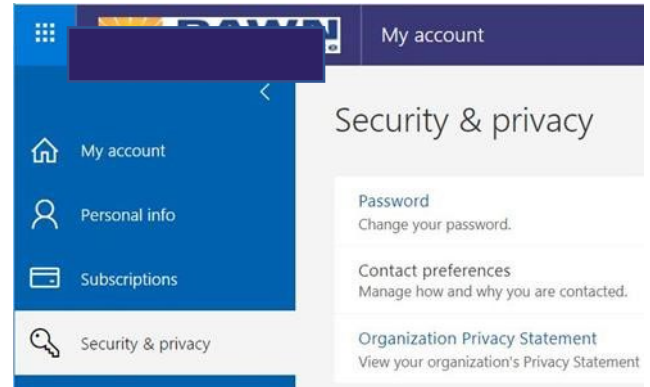 My account
Security & privacy
My account
Personal info
Subscriptions
Security & privacy
Password
Change your password.
Contact preferences
Manage how and why you are contacted.
Organization Privacy Statement
View your organization's Privacy Statement